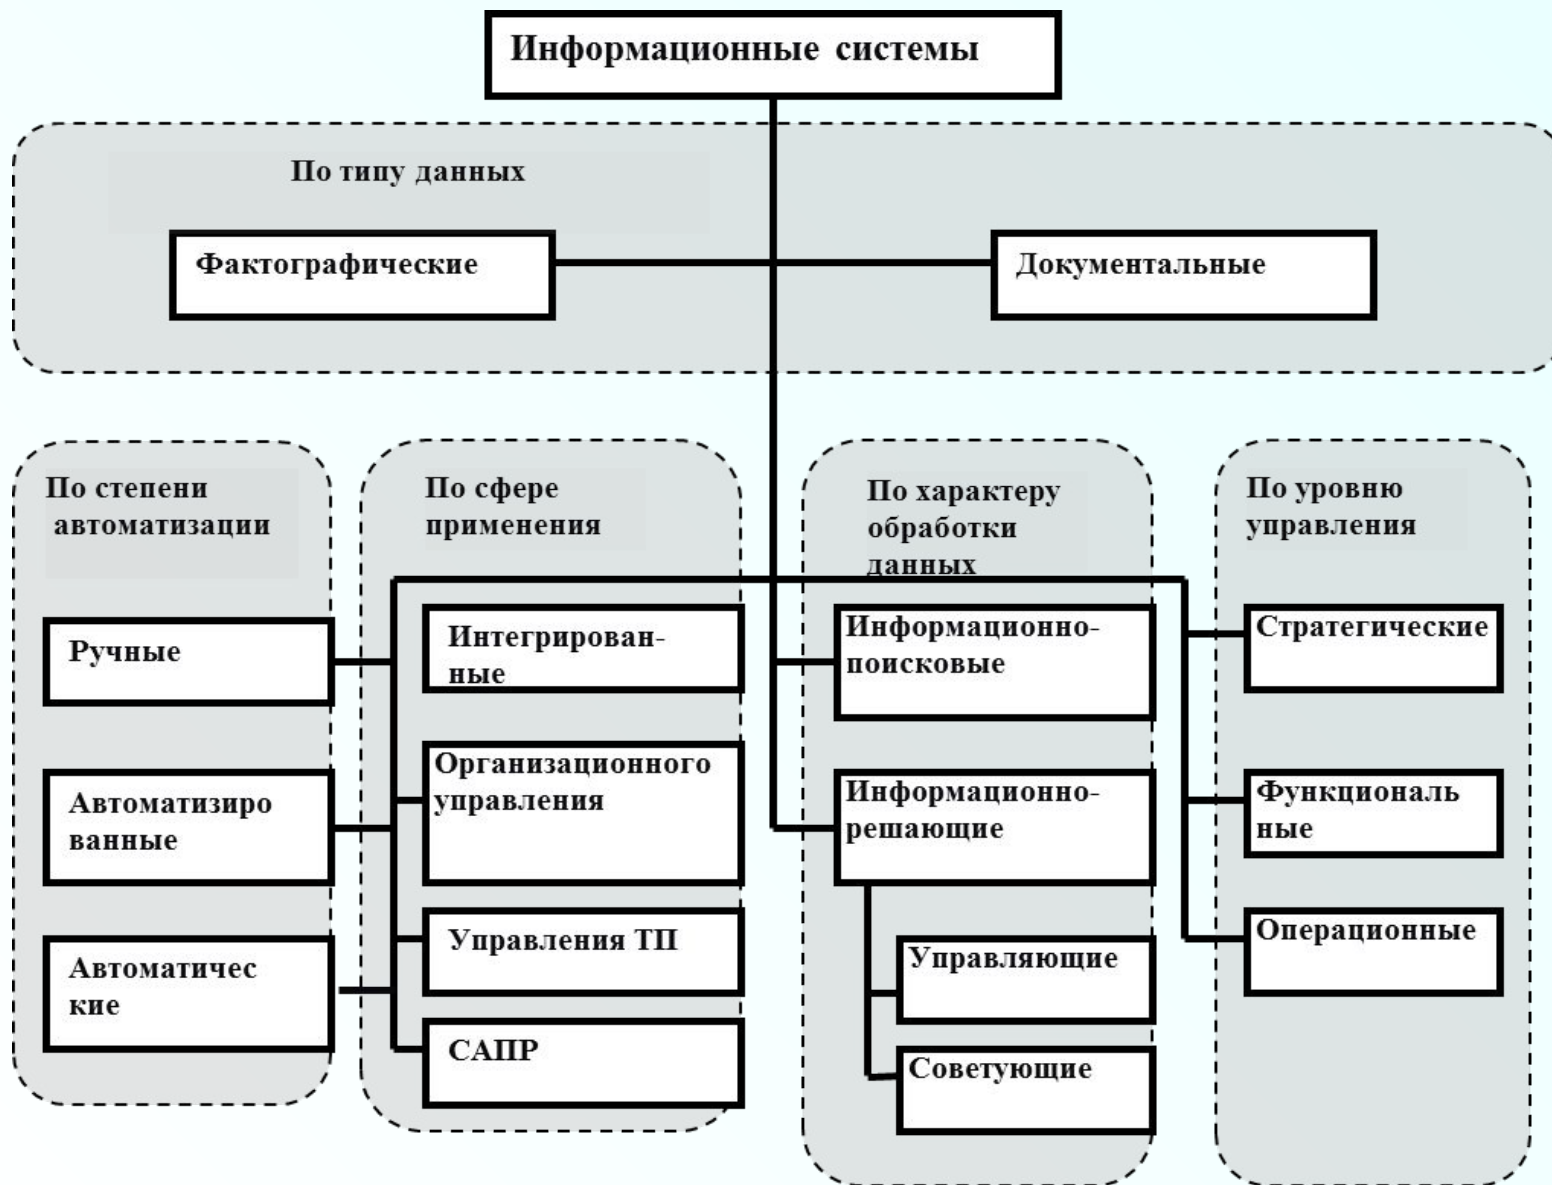 Информационные системы
По типу данных
Фактографические
Документальные
По степени
автоматизации
Ручные
Автоматизиро
ванные
Автоматичес
кие
По сфере
применения
Интегрирован-
ные
Организационного
управления
Управления ТП
САПР
По характеру
обработки
данных
Информационно-
поисковые
Информационно-
решающие
Управляющие
Советующие
По уровню
управления
Стратегические
Функциональ
ные
Операционные